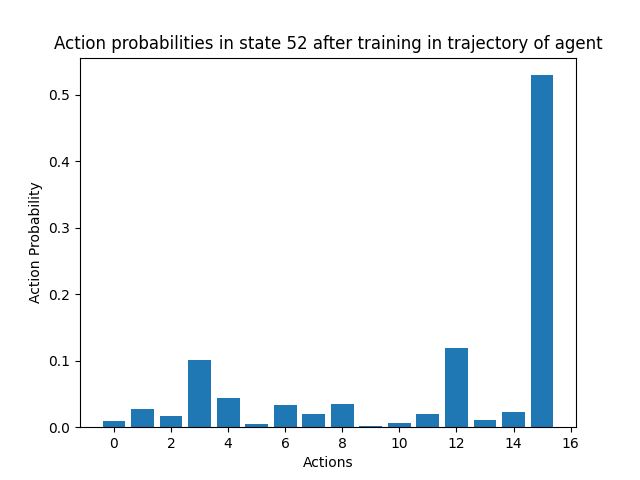 Action probabilities in state 52 after training in trajectory of agent
0.5
0.4
0.3
0.2
0.1
0.0
Action Probability
0 2 4 6 8 10 12 14 16
Actions